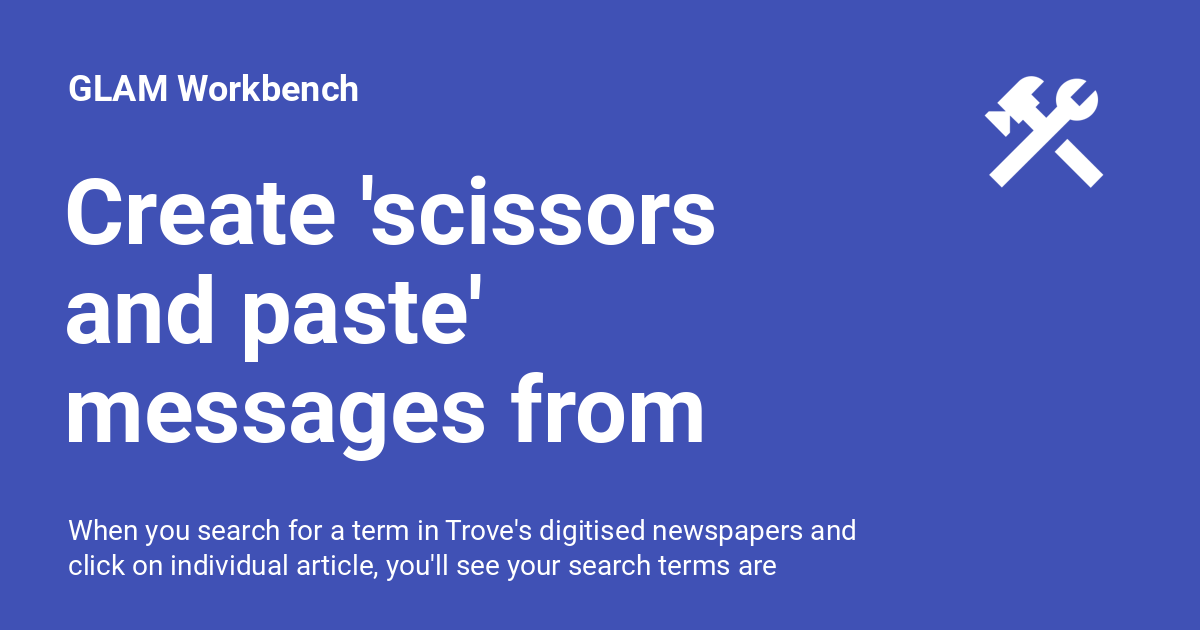 GLAM Workbench
Create 'scissors
and paste'
messages from
When you search for a term in Trove's digitised newspapers and
click on individual article, you'll see your search terms are